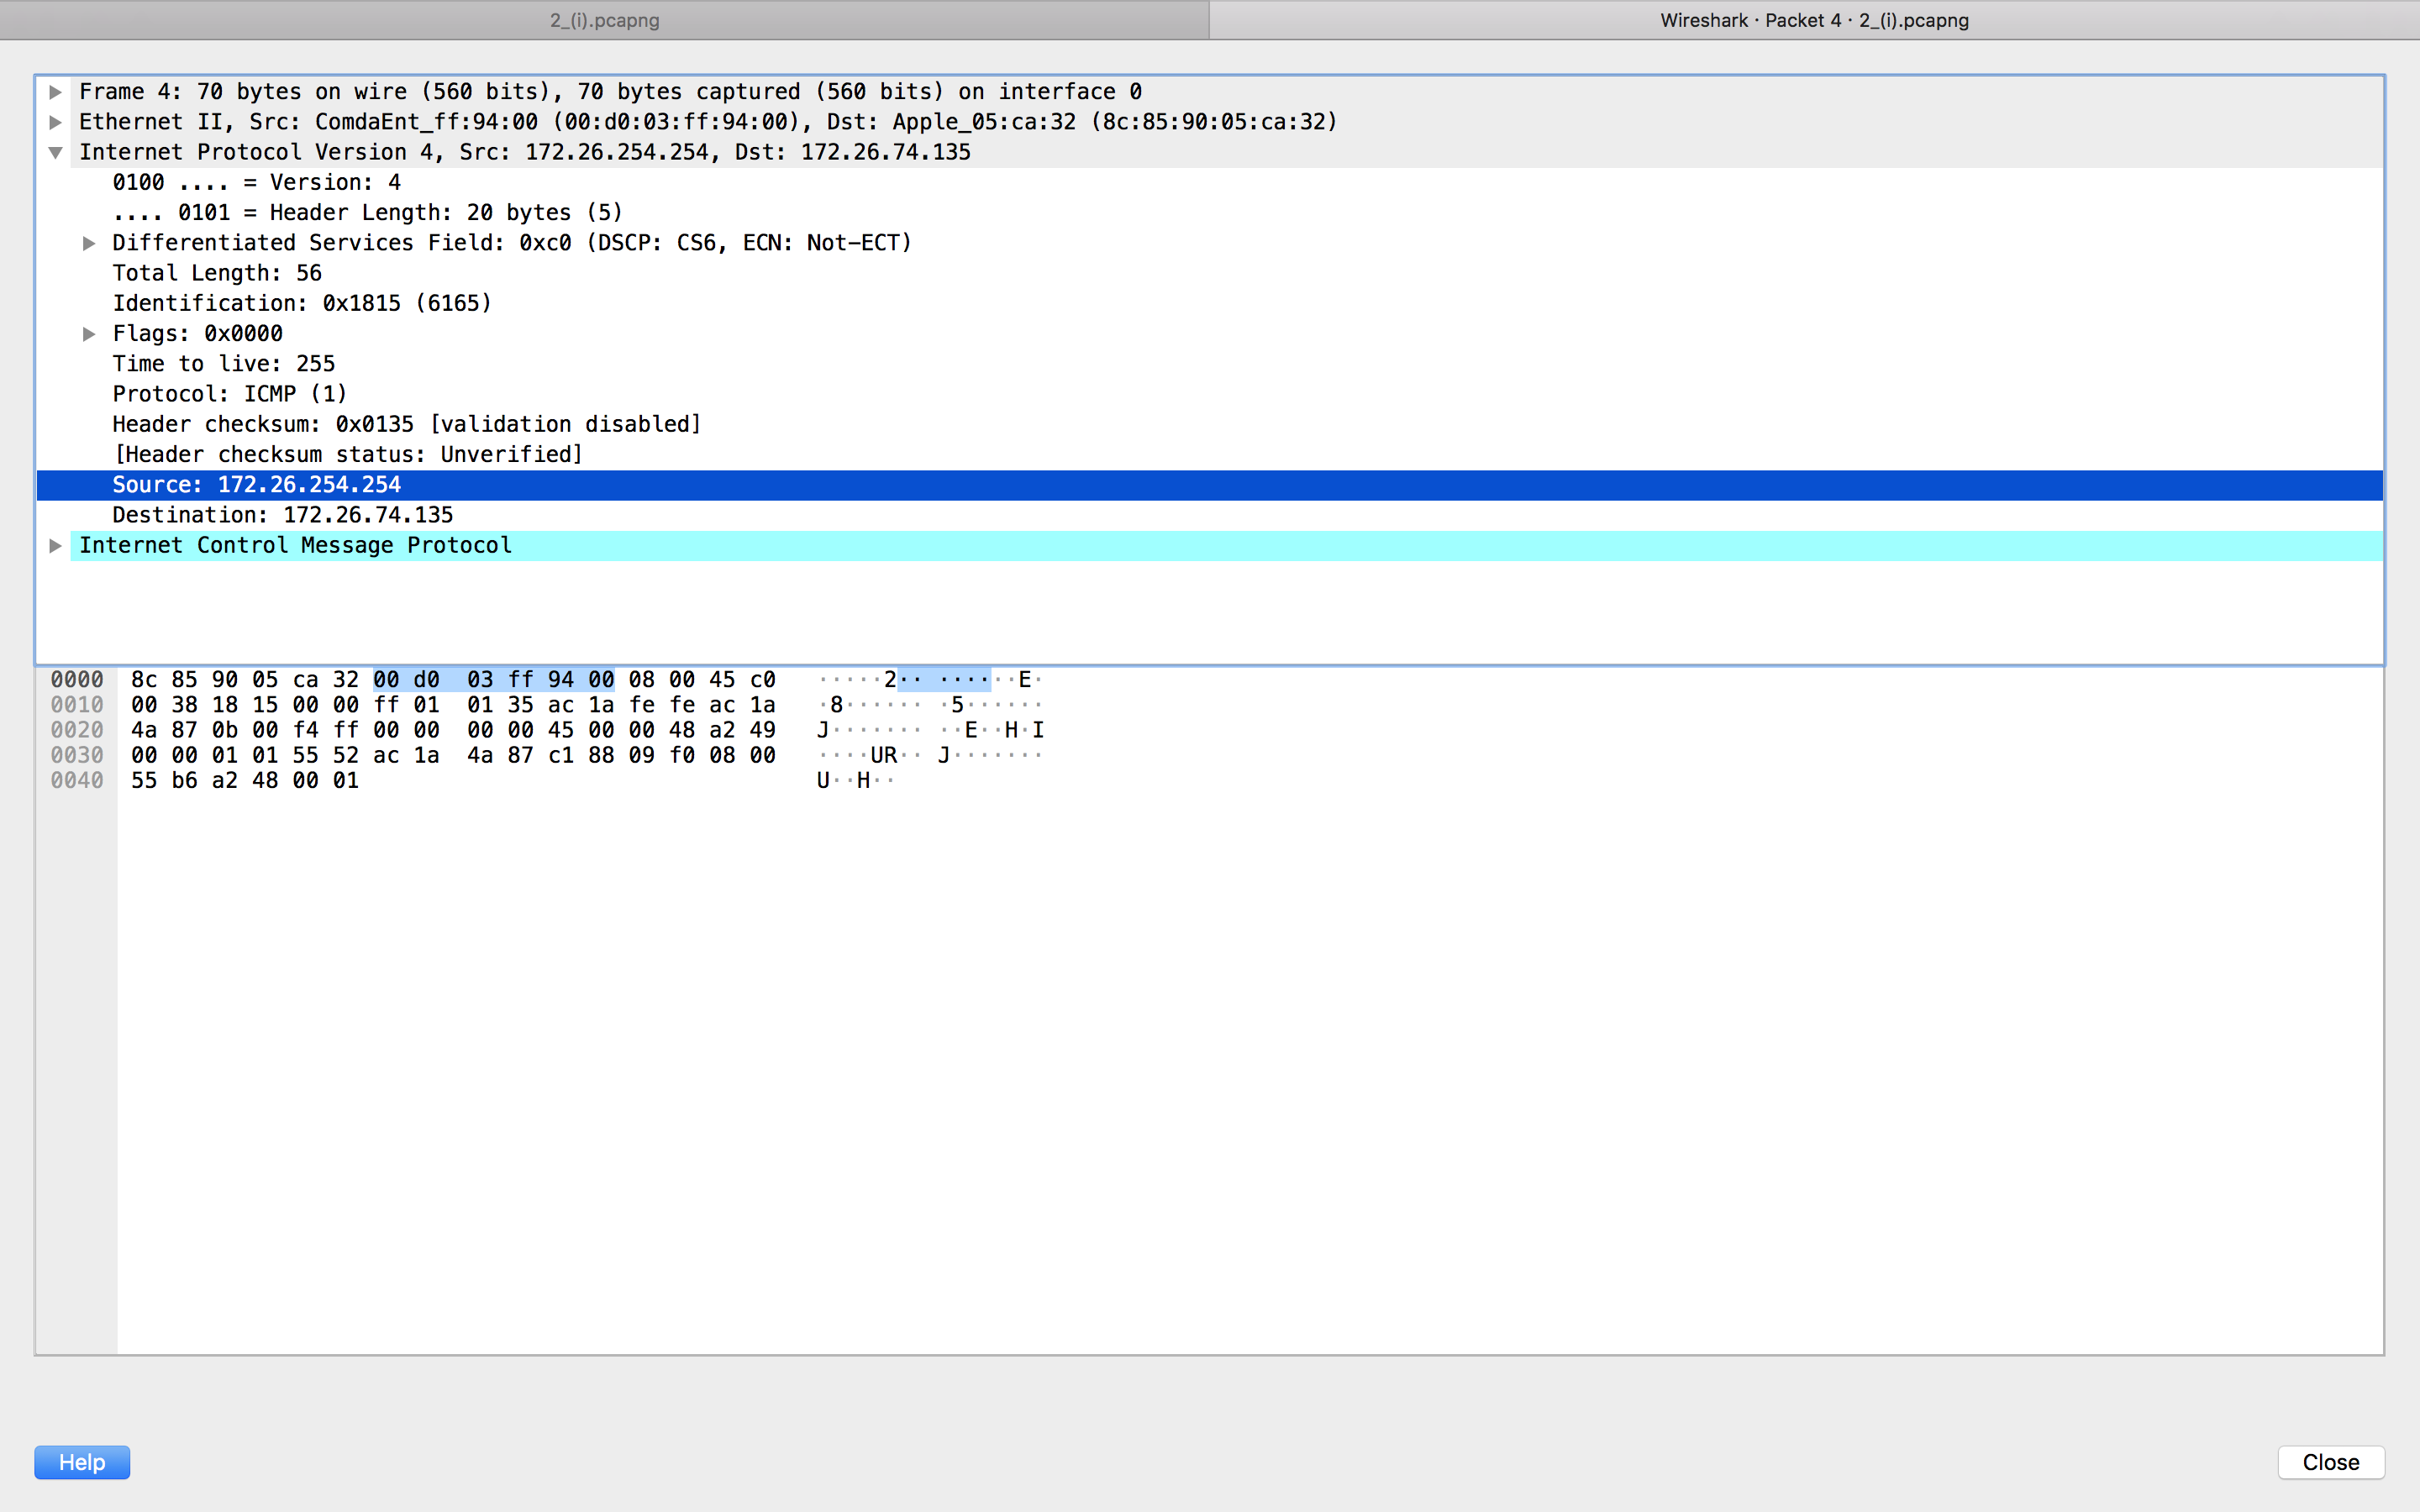 2_(i).pcapng
Wireshark · Packet 4 · 2_(i).pcapng
Frame 4: 70 bytes on wire (560 bits), 70 bytes captured (560 bits) on interface 0
Ethernet II, Src: ComdaEnt_ff:94:00 (00:d0:03:ff:94:00), Dst: Apple_05:ca:32 (8c:85:90:05:ca:32)
Internet Protocol Version 4, Src: 172.26.254.254, Dst: 172.26.74.135
0100 .... = Version: 4
.... 0101 = Header Length: 20 bytes (5)
Differentiated Services Field: 0xc0 (DSCP: CS6, ECN: Not-ECT)
Total Length: 56
Identification: 0x1815 (6165)
Flags: 0x0000
Time to live: 255
Protocol: ICMP (1)
Header checksum: 0x0135 [validation disabled]
[Header checksum status: Unverified]
Source: 172.26.254.254
Destination: 172.26.74.135
Internet Control Message Protocol
0000 8c 85 90 05 ca 32 00 d0 03 ff 94 00 08 00 45 c0 ·····2·· ······E·
0010 00 38 18 15 00 00 ff 01 01 35 ac 1a fe fe ac 1a ·8······ ·5······
0020 4a 87 0b 00 f4 ff 00 00 00 00 45 00 00 48 a2 49 J······· ··E··H·I
0030 00 00 01 01 55 52 ac 1a 4a 87 c1 88 09 f0 08 00 ····UR·· J·······
0040 55 b6 a2 48 00 01 U··H··
Help
Close